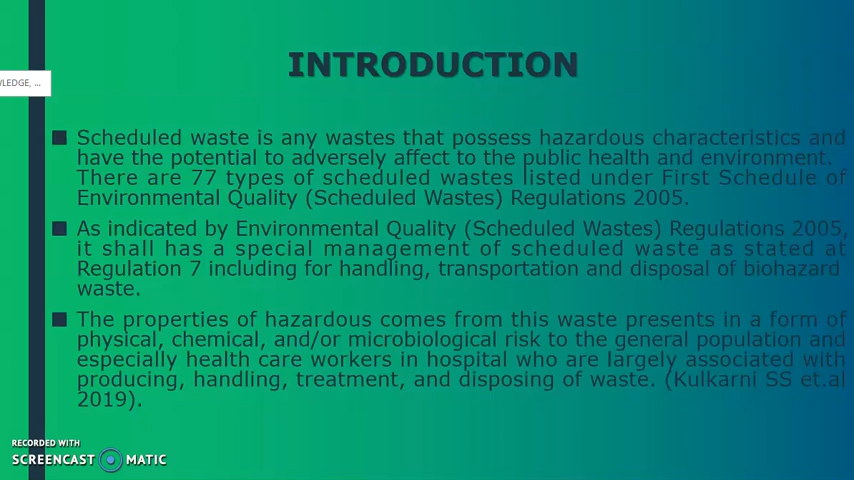 INTRODUCTION
WLEDGE, ...
Scheduled waste is any wastes that possess hazardous characteristics and
have the potential to adversely affect to the public health and environment.
There are 77 types of scheduled wastes listed under First Schedule of
Environmental Quality (Scheduled Wastes) Regulations 2005.
As indicated by Environmental Quality (Scheduled Wastes) Regulations 2005,
it shall has a special management of scheduled waste as stated at
Regulation 7 including for handling, transportation and disposal of biohazard
waste.
The properties of hazardous comes from this waste presents in a form of
physical, chemical, and/or microbiological risk to the general population and
especially health care workers in hospital who are largely associated with
producing, handling, treatment, and disposing of waste. (Kulkarni SS et.al
2019).
RECORDED WITH
SCREENCAST MATIC